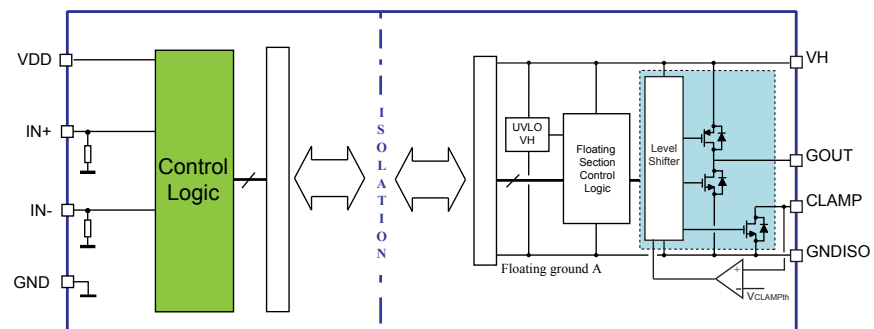 VDD
IN+
IN-
GND
Control
Logic
ISOLATION
UVLO
VH
Floating
Section
Control
Logic
Level
Shifter
Floating ground A
+
-
VCLAMPth
VH
GOUT
CLAMP
GNDISO